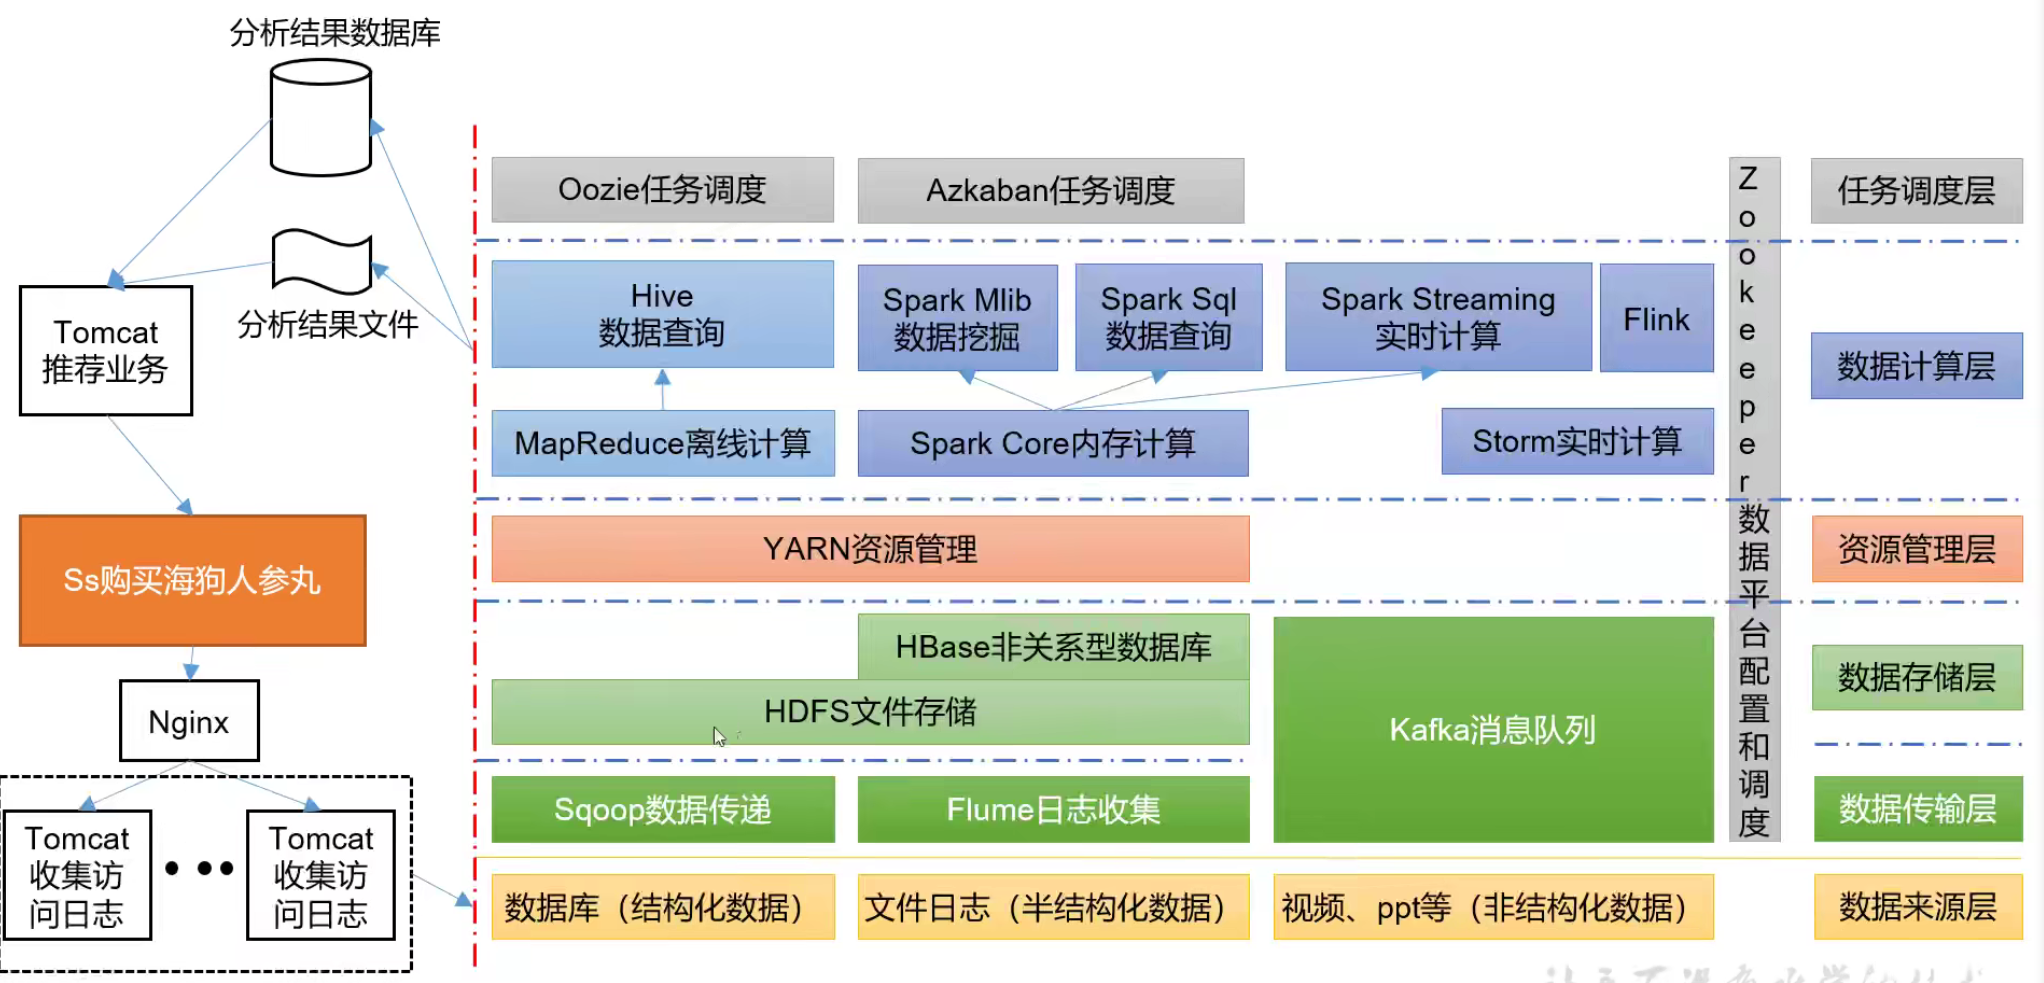 分析结果数据库
分析结果文件
Tomcat
推荐业务
Ss购买海狗人参丸
Nginx
Tomcat
收集访
问日志
Tomcat
收集访
问日志
Oozie任务调度
Azkaban任务调度
任务调度层
Hive
数据查询
Spark Mlib
数据挖掘
Spark Sql
数据查询
Spark Streaming
实时计算
Flink
数据计算层
MapReduce离线计算
Spark Core内存计算
Storm实时计算
YARN资源管理
资源管理层
HBase非关系型数据库
HDFS文件存储
Kafka消息队列
数据存储层
Sqoop数据传递
Flume日志收集
数据传输层
Zookeeper数据平台配置和调度
数据库（结构化数据）
文件日志（半结构化数据）
视频、ppt等（非结构化数据）
数据来源层